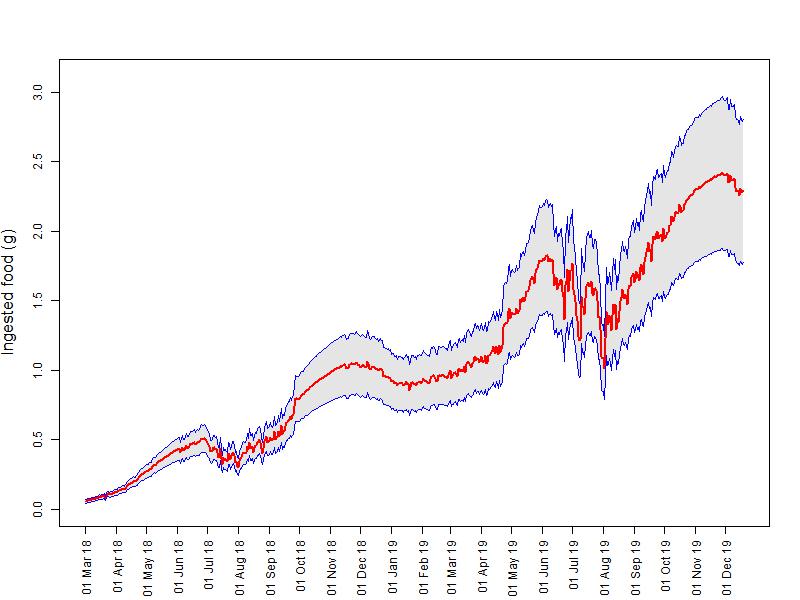 Ingested food (g)
3.0
2.5
2.0
1.5
1.0
0.5
0.0
01 Mar 18
01 Apr 18
01 May 18
01 Jun 18
01 Jul 18
01 Aug 18
01 Sep 18
01 Oct 18
01 Nov 18
01 Dec 18
01 Jan 19
01 Feb 19
01 Mar 19
01 Apr 19
01 May 19
01 Jun 19
01 Jul 19
01 Aug 19
01 Sep 19
01 Oct 19
01 Nov 19
01 Dec 19